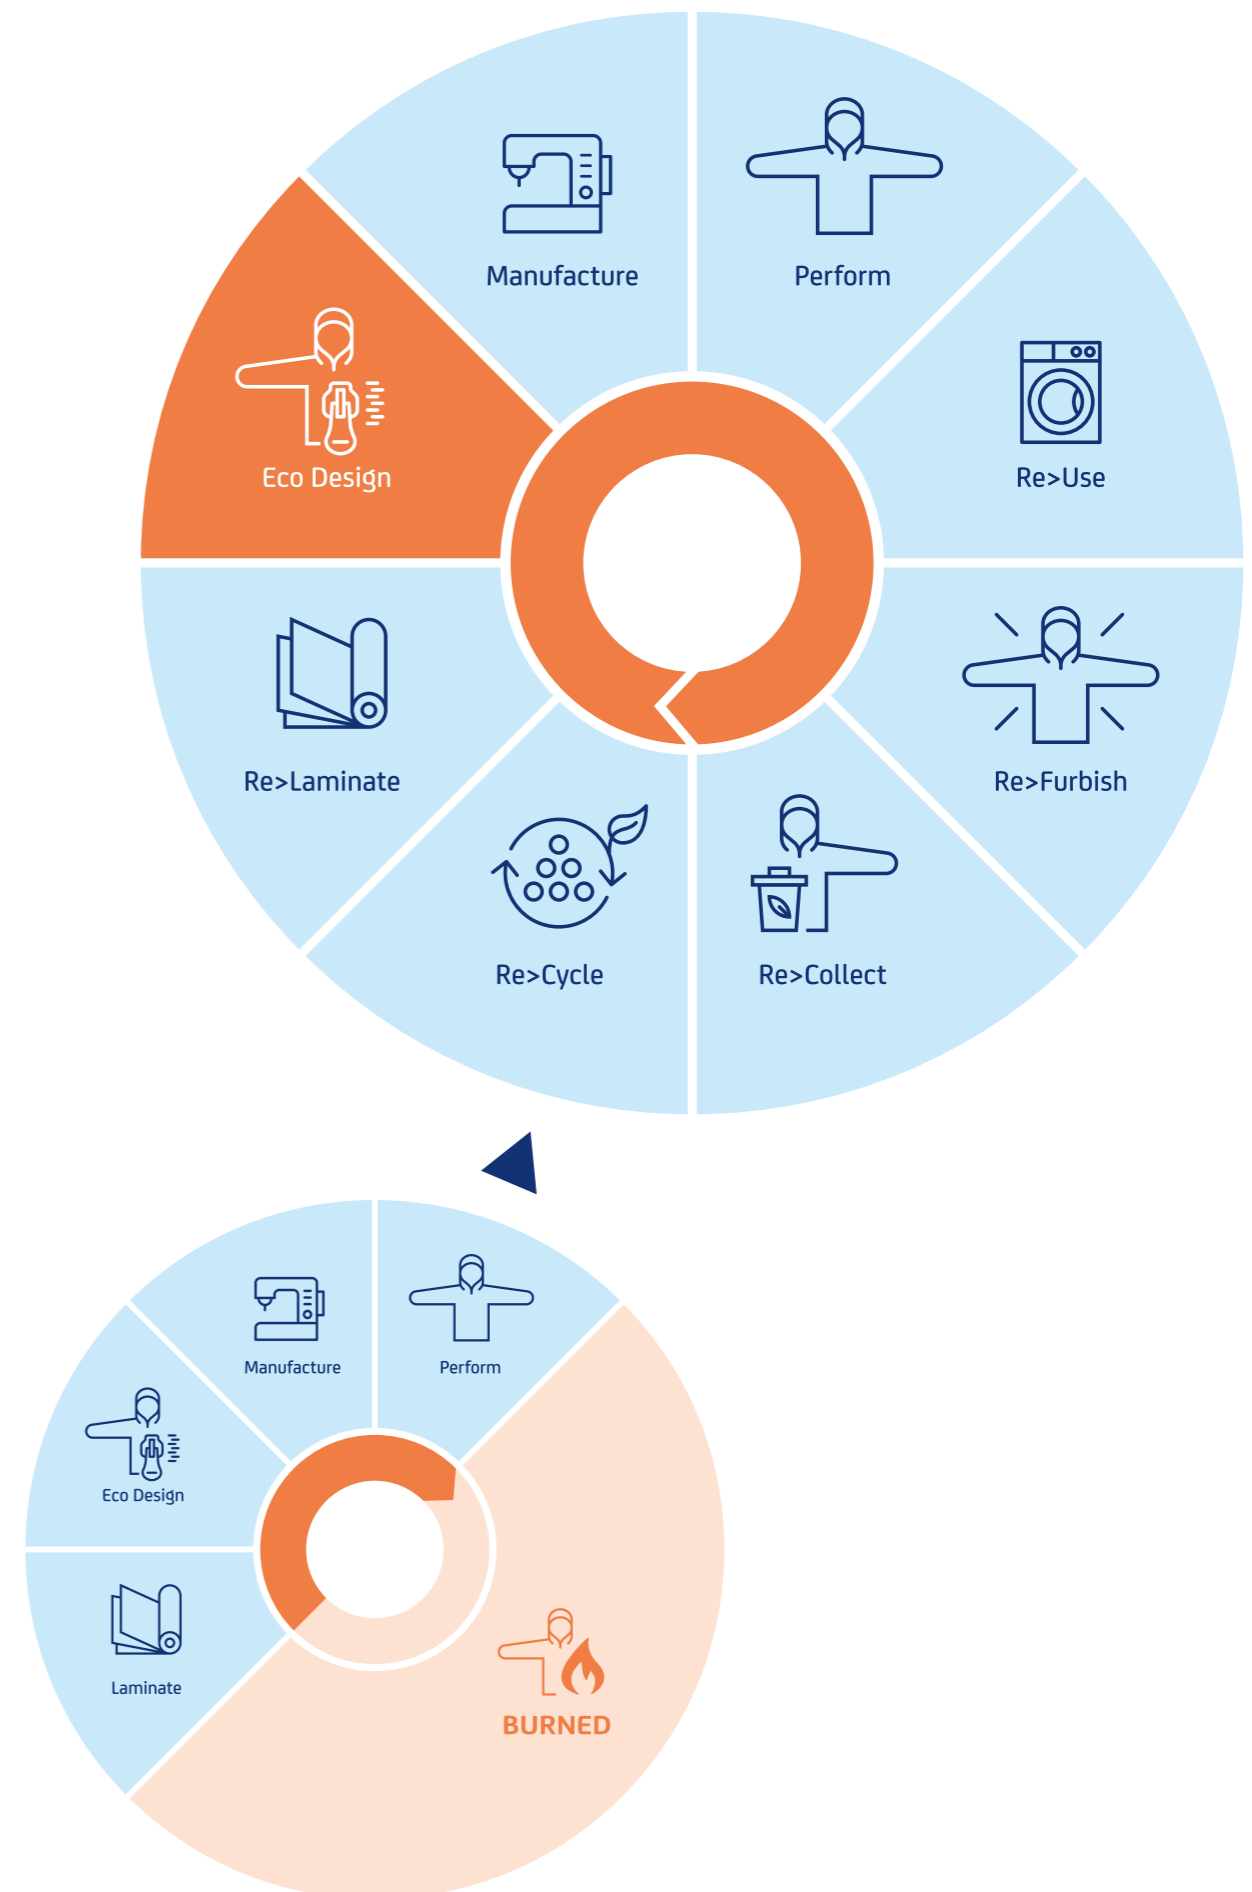 Manufacture
Perform
Eco Design
Re>Use
Re>Laminate
Re>Furbish
Re>Cycle
Re>Collect
Manufacture
Perform
Eco Design
Laminate
BURNED